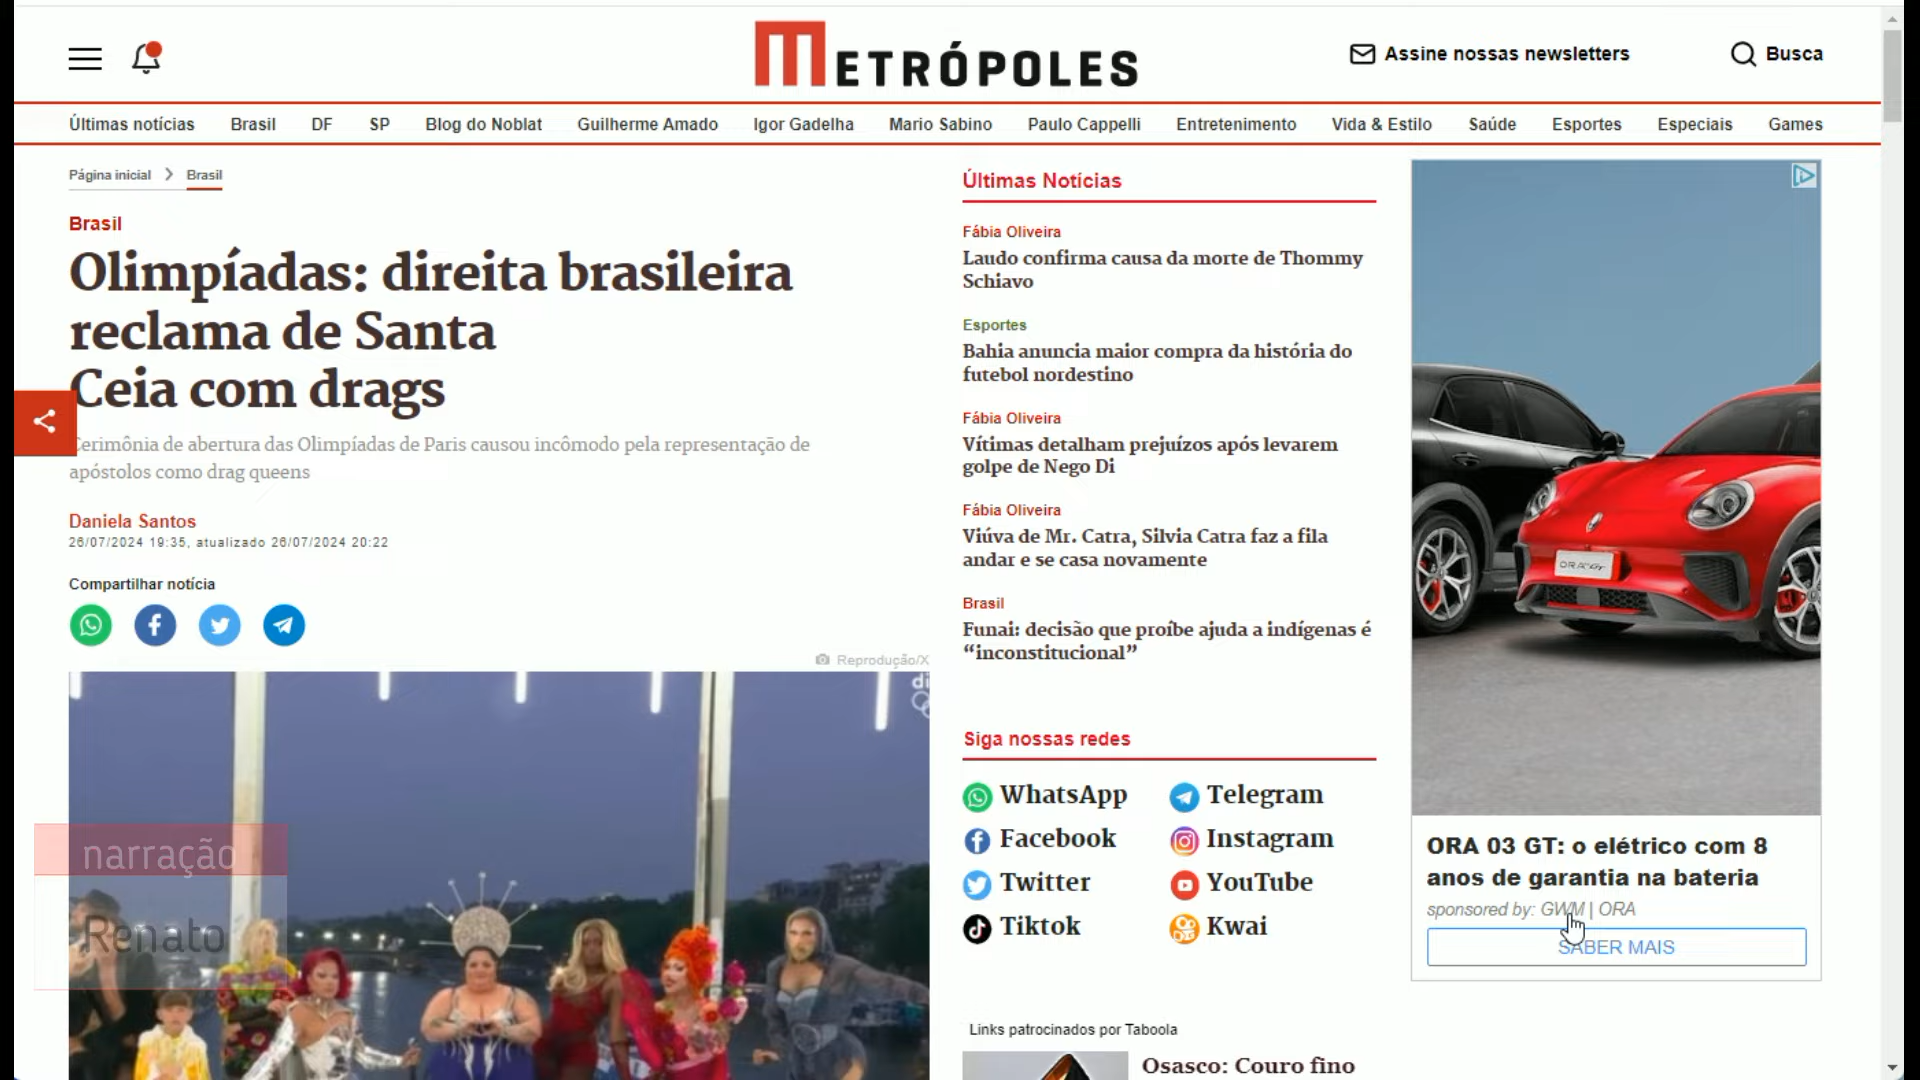 METRÓPOLES
Assine nossas newsletters
Busca
Últimas notícias
Brasil
DF
SP
Blog do Noblat
Guilherme Amado
Igor Gadelha
Mario Sabino
Paulo Cappelli
Entretenimento
Vida & Estilo
Saúde
Esportes
Especiais
Games
Página inicial
Brasil
Brasil
Olimpíadas: direita brasileira
reclama de Santa
Ceia com drags
Cerimônia de abertura das Olimpíadas de Paris causou incômodo pela representação de
apóstolos como drag queens
Daniela Santos
26/07/2024 19:35, atualizado 26/07/2024 20:22
Compartilhar notícia
Reprodução/X
di
narração
Renato
Últimas Notícias
Fábia Oliveira
Laudo confirma causa da morte de Thommy
Schiavo
Esportes
Bahia anuncia maior compra da história do
futebol nordestino
Fábia Oliveira
Vítimas detalham prejuízos após levarem
golpe de Nego Di
Fábia Oliveira
Viúva de Mr. Catra, Silvia Catra faz a fila
andar e se casa novamente
Brasil
Funai: decisão que proíbe ajuda a indígenas é
“inconstitucional”
Siga nossas redes
WhatsApp
Telegram
Facebook
Instagram
Twitter
YouTube
Tiktok
Kwai
Links patrocinados por Taboola
Osasco: Couro fino
ORA 03 GT: o elétrico com 8
anos de garantia na bateria
sponsored by: GWM | ORA
SABER MAIS